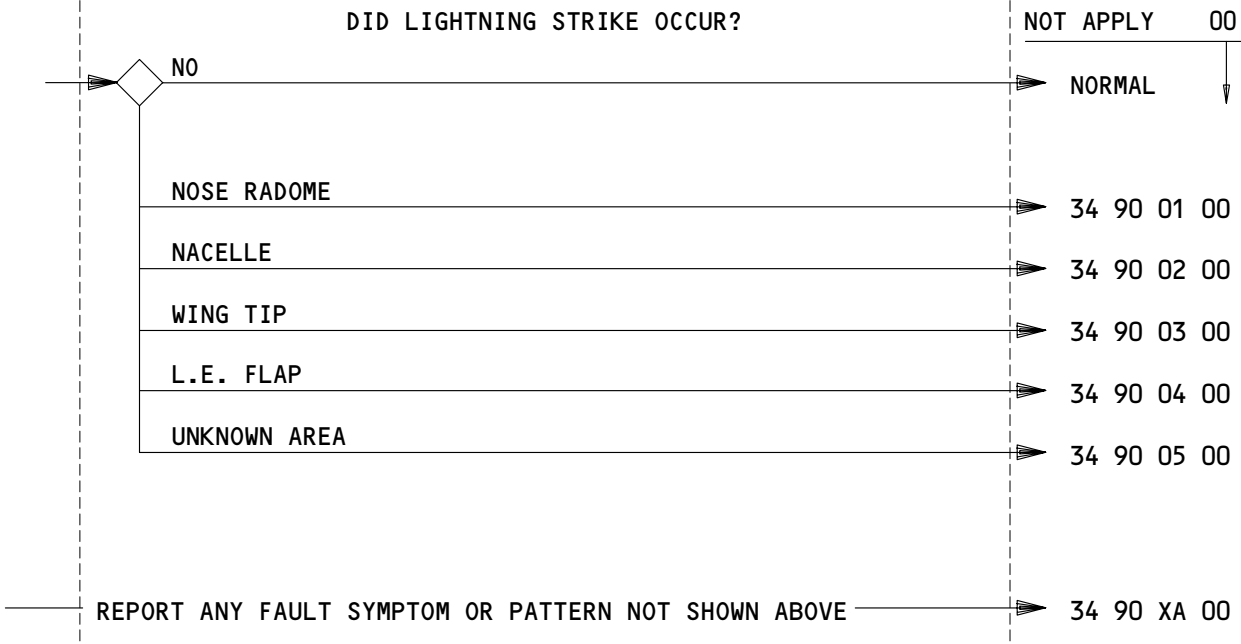 DID LIGHTNING STRIKE OCCUR? NOT APPLY 00
NO
NORMAL
NOSE RADOME
34 90 01 00
NACELLE
34 90 02 00
WING TIP
34 90 03 00
L.E. FLAP
34 90 04 00
UNKNOWN AREA
34 90 05 00
REPORT ANY FAULT SYMPTOM OR PATTERN NOT SHOWN ABOVE 34 90 XA 00